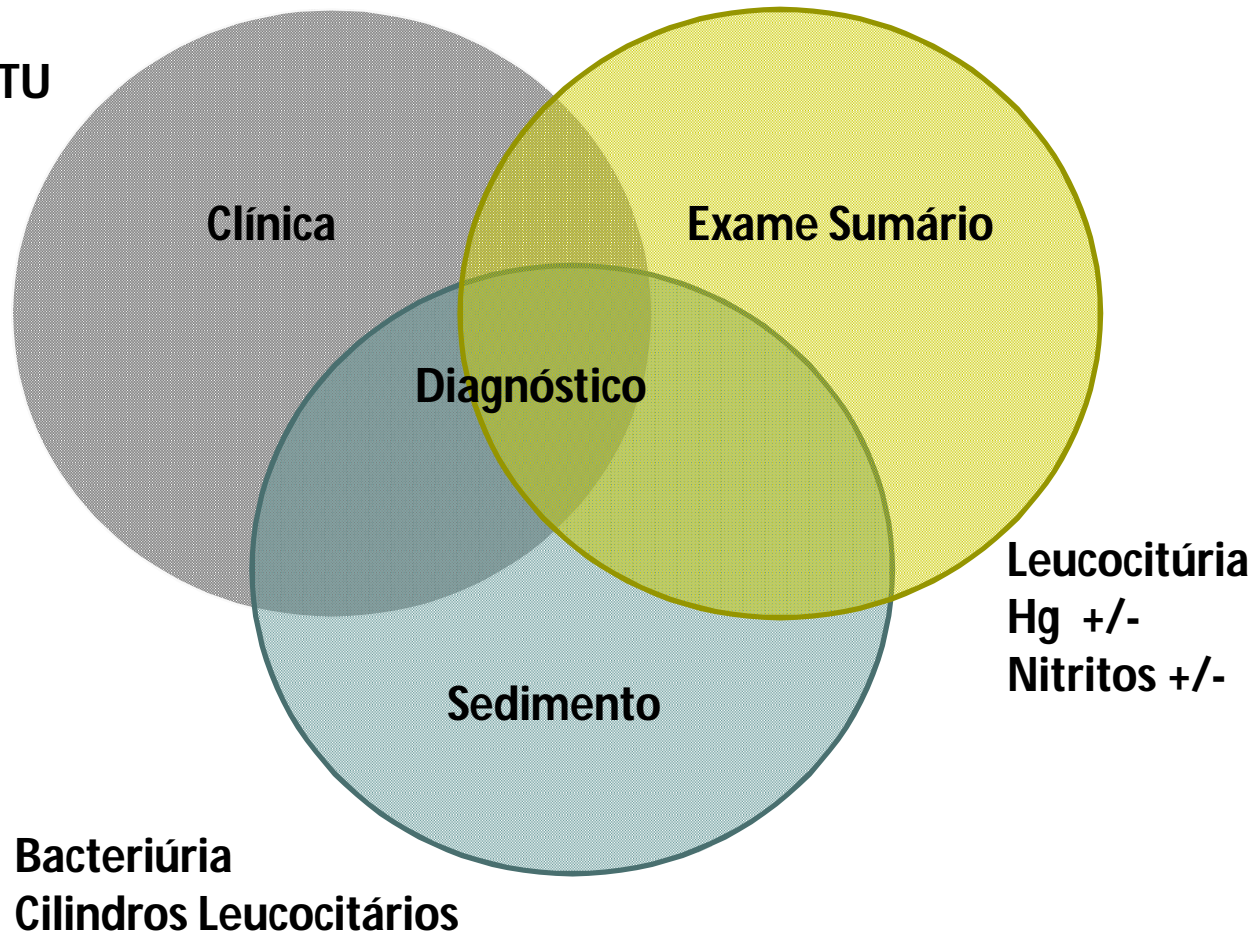 TU
Clínica
Exame Sumário
Diagnóstico
Sedimento
Leucocitúria
Hg +/-
Nitritos +/-
Bacteriúria
Cilindros Leucocitários